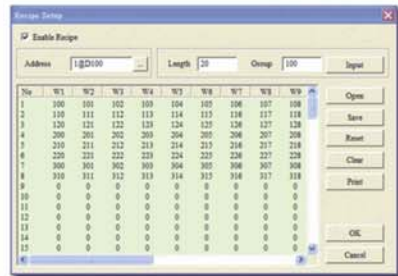 Recipe Setup
Enable Recipe
Address 1@D100 ... Length 20 Group 100 Input
No W1 W2 W3 W4 W5 W6 W7 W8 W9
1 100 101 102 103 104 105 106 107 108
2 110 111 112 113 114 115 116 117 118
3 120 121 122 123 124 125 126 127 128
4 200 201 202 203 204 205 206 207 208
5 210 211 212 213 214 215 216 217 218
6 220 221 222 223 224 225 226 227 228
7 300 301 302 303 304 305 306 307 308
8 310 311 312 313 314 315 316 317 318
9 0 0 0 0 0 0 0 0 0
10 0 0 0 0 0 0 0 0 0
11 0 0 0 0 0 0 0 0 0
12 0 0 0 0 0 0 0 0 0
13 0 0 0 0 0 0 0 0 0
14 0 0 0 0 0 0 0 0 0
15 0 0 0 0 0 0 0 0 0
Open
Save
Reset
Clear
Print
OK
Cancel